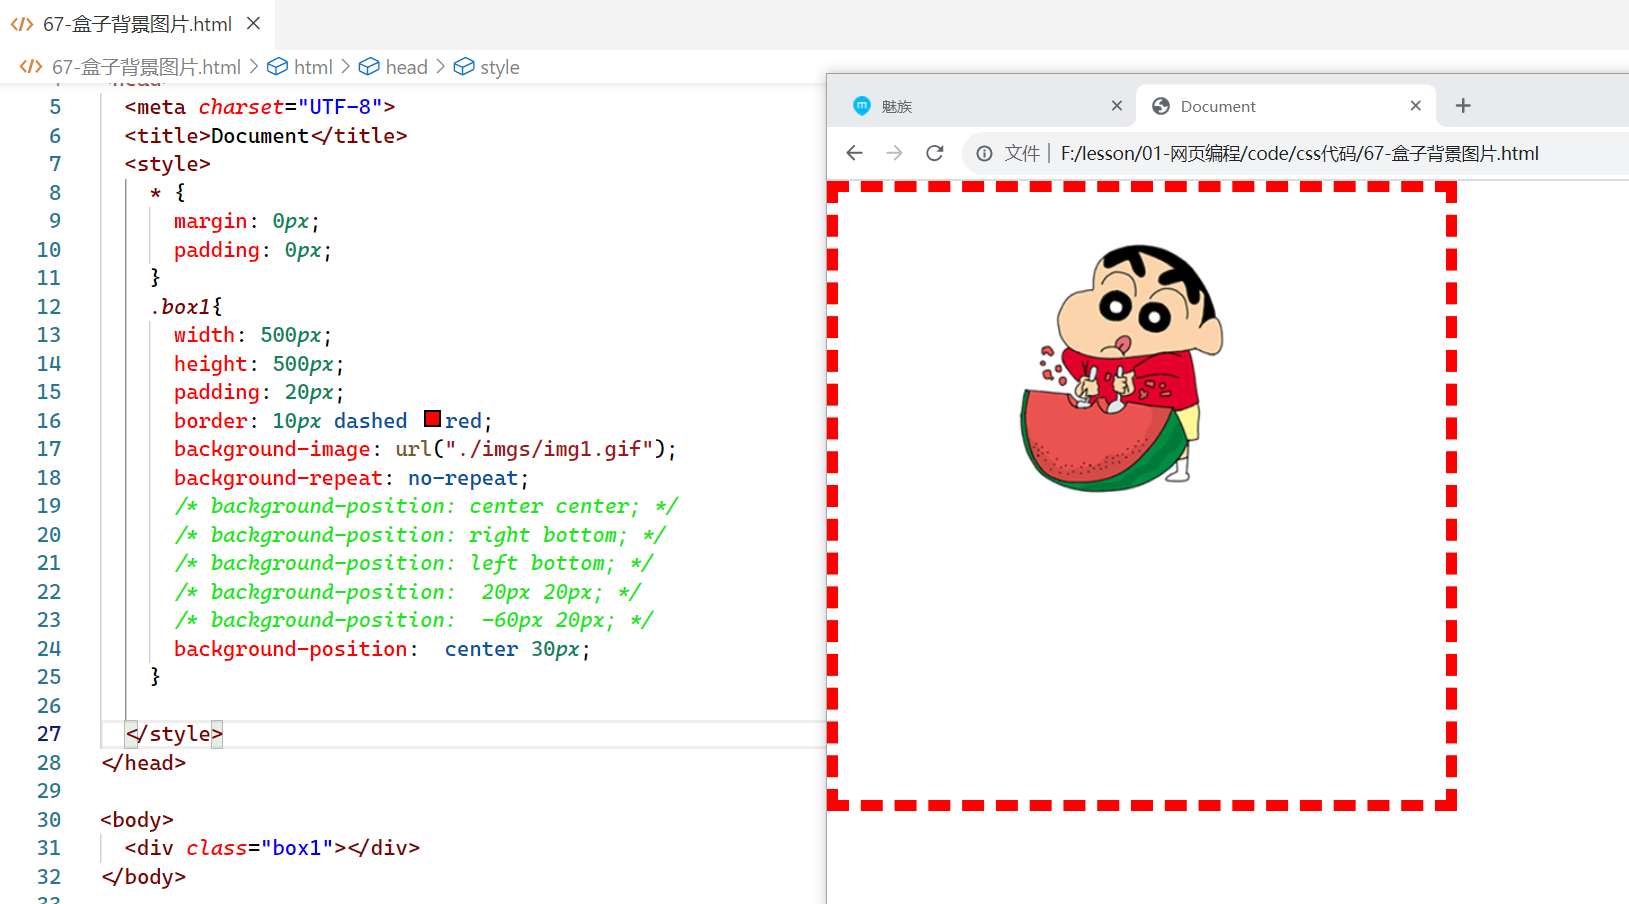 67-盒子背景图片.html
67-盒子背景图片.html > html > head > style
5 <meta charset="UTF-8">
6 <title>Document</title>
7 <style>
8 * {
9 margin: 0px;
10 padding: 0px;
11 }
12 .box1{
13 width: 500px;
14 height: 500px;
15 padding: 20px;
16 border: 10px dashed red;
17 background-image: url("./imgs/img1.gif");
18 background-repeat: no-repeat;
19 /* background-position: center center; */
20 /* background-position: right bottom; */
21 /* background-position: left bottom; */
22 /* background-position:  20px 20px; */
23 /* background-position:  -60px 20px; */
24 background-position:  center 30px;
25 }
26
27 </style>
28 </head>
29
30 <body>
31 <div class="box1"></div>
32 </body>
魅族
Document
文件 | F:/lesson/01-网页编程/code/css代码/67-盒子背景图片.html